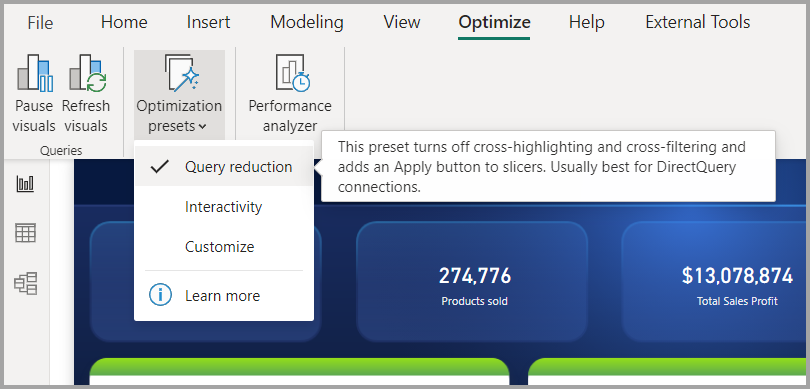 File Home Insert Modeling View Optimize Help External Tools
Pause visuals
Refresh visuals
Optimization presets
Performance analyzer
Queries
Query reduction
Interactivity
Customize
Learn more
This preset turns off cross-highlighting and cross-filtering and
adds an Apply button to slicers. Usually best for DirectQuery
connections.
274,776
Products sold
$13,078,874
Total Sales Profit